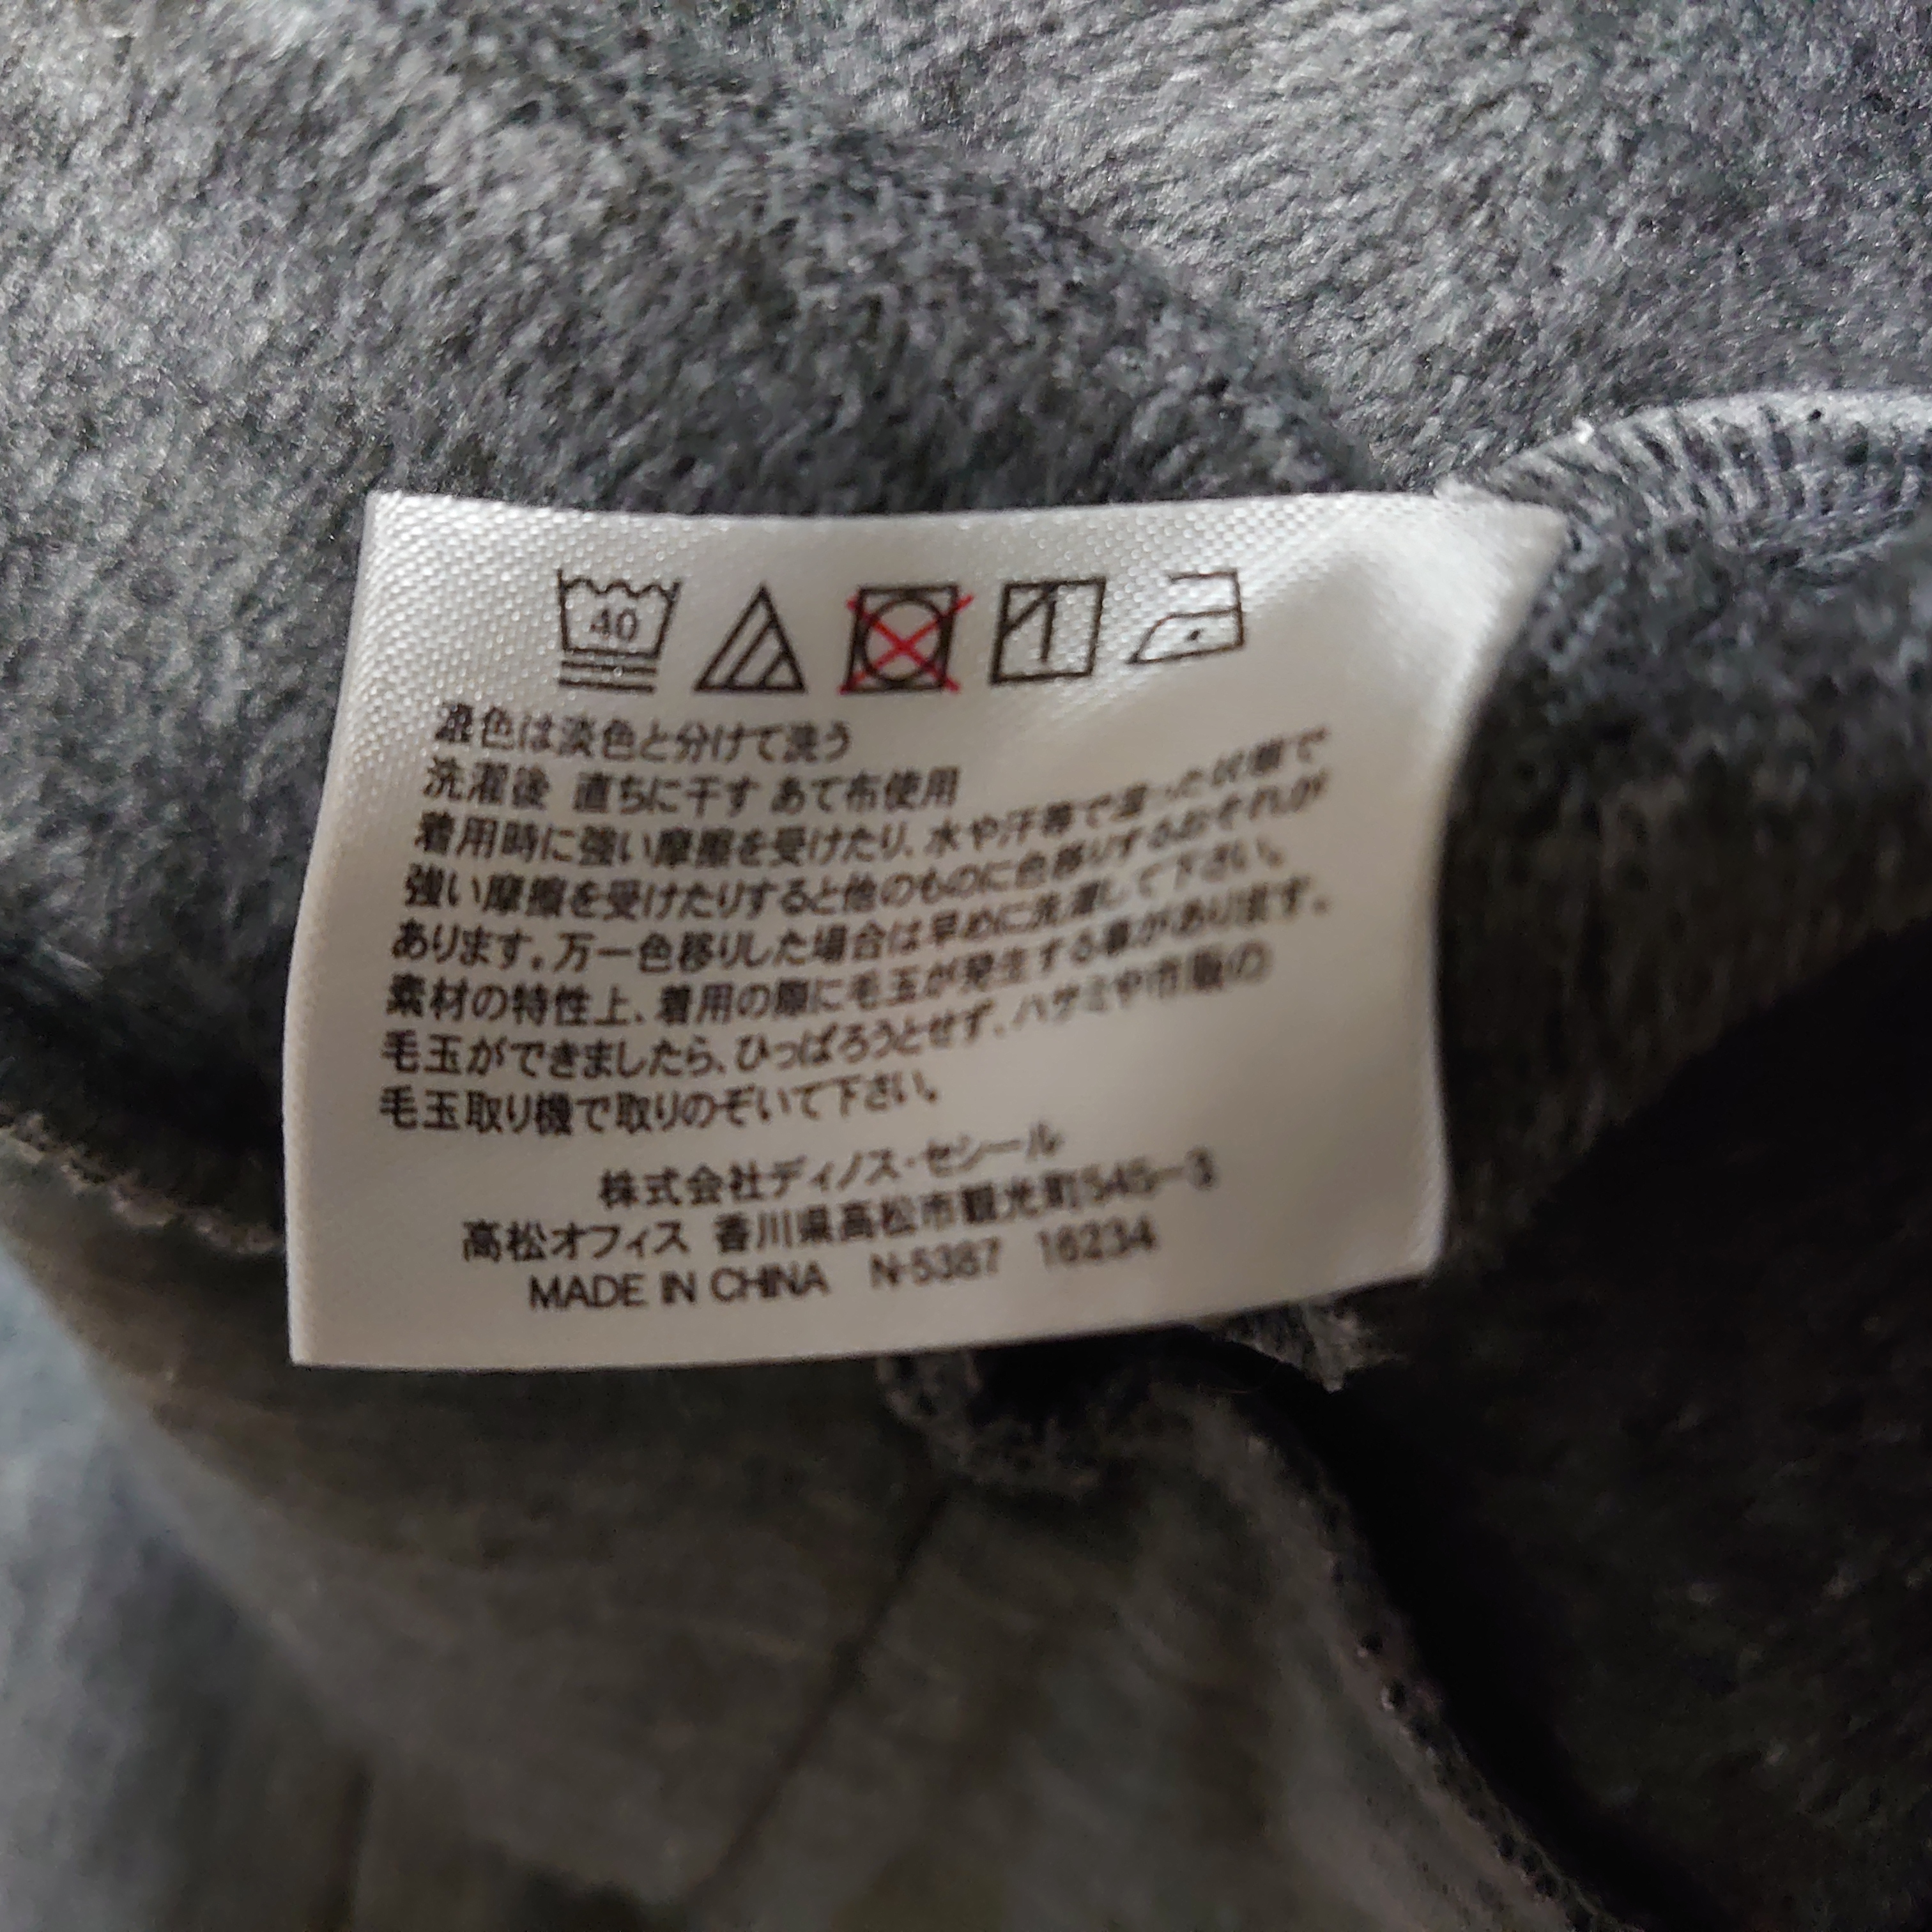 40
濃色は淡色と分けて洗う
洗濯後 直ちに干す あて布使用
着用時に強い摩擦を受けたり、水や汗等で湿った状態で
強い摩擦を受けたりすると他のものに色移りするおそれが
あります。万一色移りした場合は早めに洗濯して下さい。
素材の特性上、着用の際に毛玉が発生する事があります。
毛玉ができましたら、ひっぱろうとせず、ハサミや市販の
毛玉取り機で取りのぞいて下さい。
株式会社ディノス・セシール
高松オフィス 香川県高松市観光町545-3
MADE IN CHINA N-5387 16234